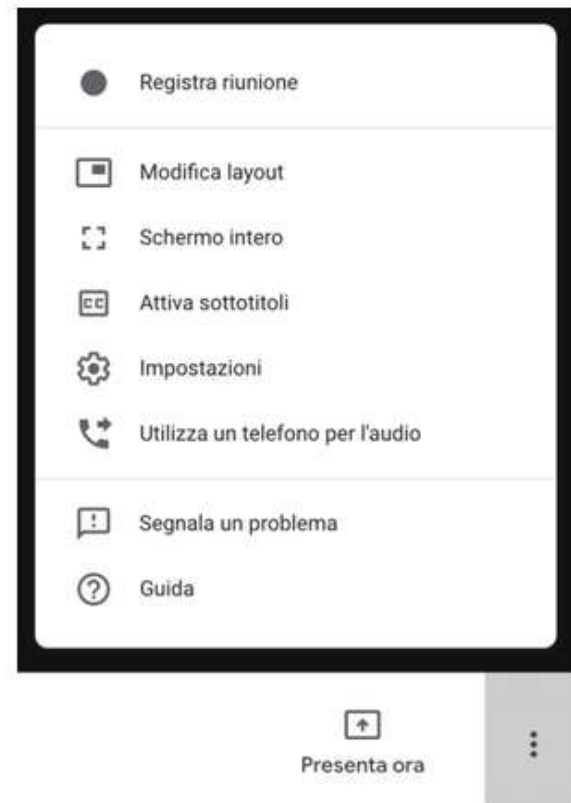 Registra riunione
Modifica layout
Schermo intero
CC Attiva sottotitoli
Impostazioni
Utilizza un telefono per l'audio
Segnala un problema
Guida
Presenta ora